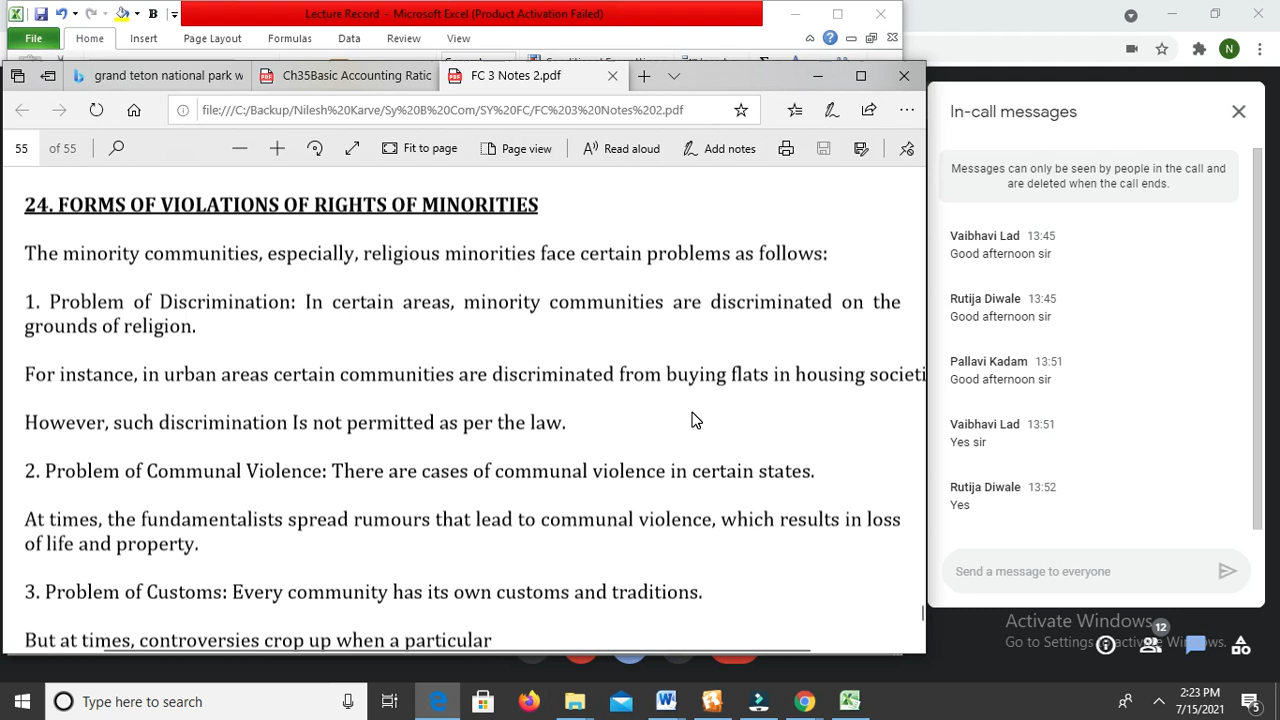 Lecture Record - Microsoft Excel (Product Activation Failed)
File Home Insert Page Layout Formulas Data Review View
grand teton national park w
Ch35Basic Accounting Ratic
FC 3 Notes 2.pdf
N
file:///C:/Backup/Nilesh%20Karve/Sy%20B%20Com/SY%20FC/FC%203%20Notes%202.pdf
55 of 55 Fit to page Page view Read aloud Add notes
24. FORMS OF VIOLATIONS OF RIGHTS OF MINORITIES
The minority communities, especially, religious minorities face certain problems as follows:
1. Problem of Discrimination: In certain areas, minority communities are discriminated on the
grounds of religion.
For instance, in urban areas certain communities are discriminated from buying flats in housing societi
However, such discrimination Is not permitted as per the law.
2. Problem of Communal Violence: There are cases of communal violence in certain states.
At times, the fundamentalists spread rumours that lead to communal violence, which results in loss
of life and property.
3. Problem of Customs: Every community has its own customs and traditions.
But at times, controversies crop up when a particular
In-call messages
Messages can only be seen by people in the call and
are deleted when the call ends.
Vaibhavi Lad 13:45
Good afternoon sir
Rutija Diwale 13:45
Good afternoon sir
Pallavi Kadam 13:51
Good afternoon sir
Vaibhavi Lad 13:51
Yes sir
Rutija Diwale 13:52
Yes
Send a message to everyone
Activate Windows
Go to Settings to activate Windows.
12
Type here to search
2:23 PM
7/15/2021
5